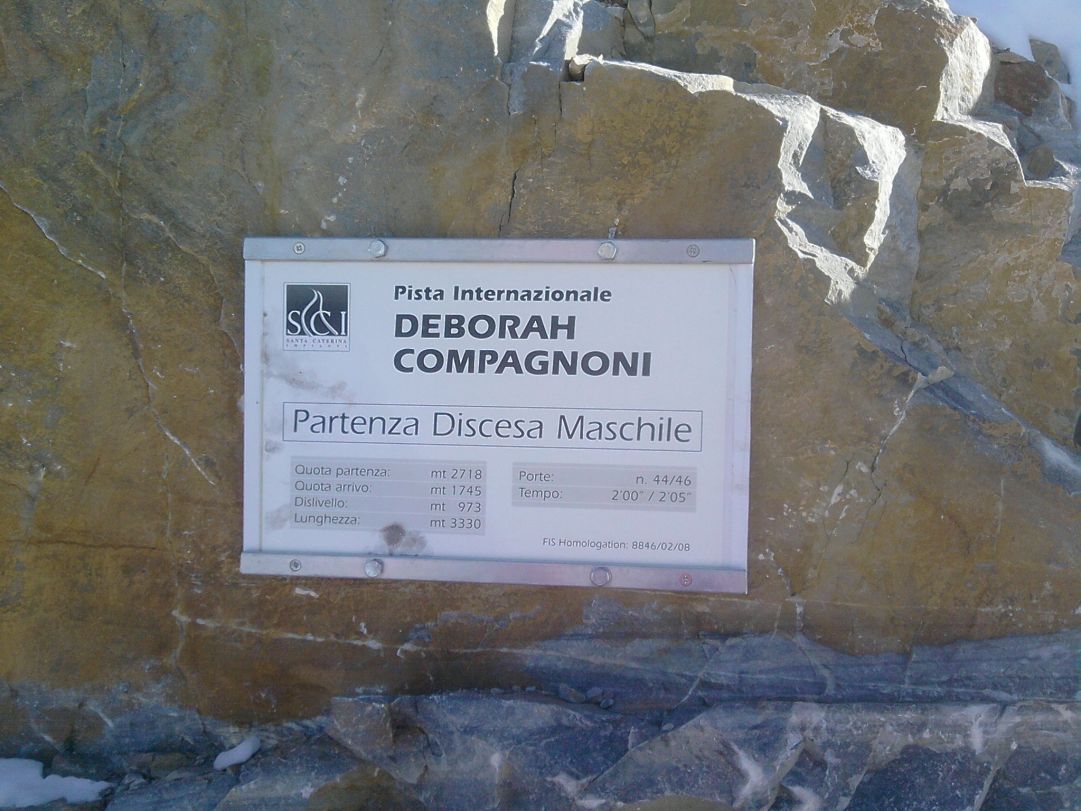 S&I
SANTA CATERINA
IMPIANTI
Pista Internazionale
DEBORAH
COMPAGNONI
Partenza Discesa Maschile
Quota partenza: mt 2718
Quota arrivo: mt 1745
Dislivello: mt 973
Lunghezza: mt 3330
Porte: n. 44/46
Tempo: 2'00" / 2'05"
FIS Homologation: 8846/02/08